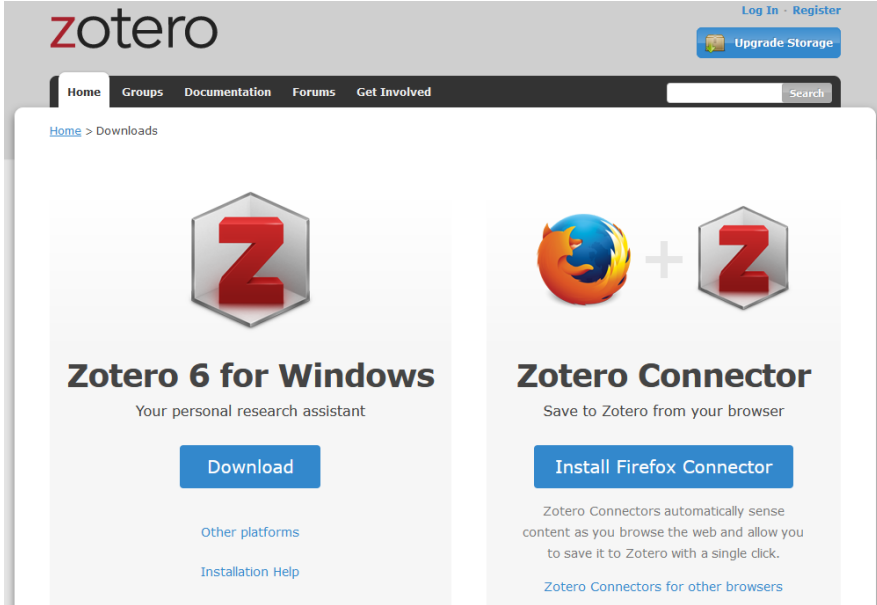 zotero
Log In · Register
Upgrade Storage
Home Groups Documentation Forums Get Involved
Search
Home > Downloads
Z
Z
+
Zotero 6 for Windows
Your personal research assistant
Download
Other platforms
Installation Help
Zotero Connector
Save to Zotero from your browser
Install Firefox Connector
Zotero Connectors automatically sense
content as you browse the web and allow you
to save it to Zotero with a single click.
Zotero Connectors for other browsers